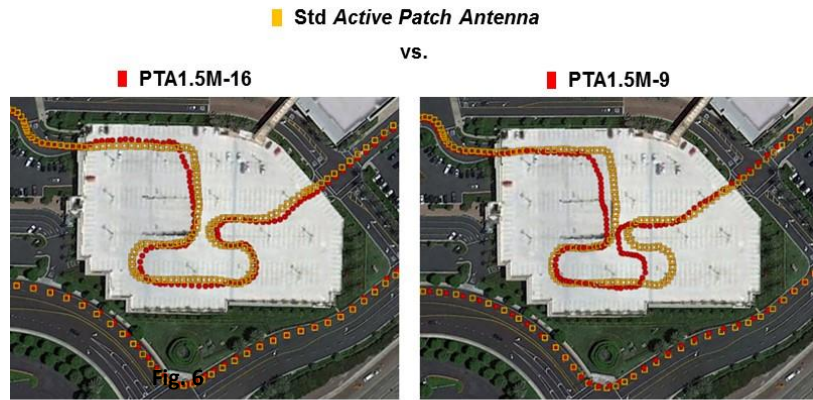 Std Active Patch Antenna
vs.
PTA1.5M-16
PTA1.5M-9
Fig. 6